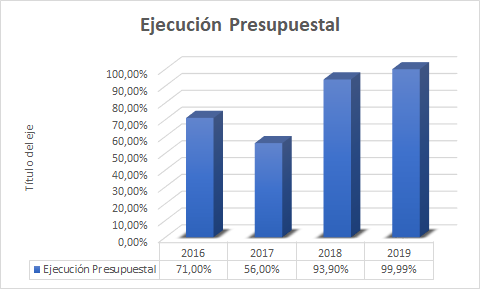 Ejecución Presupuestal
Título del eje
100,00%
90,00%
80,00%
70,00%
60,00%
50,00%
40,00%
30,00%
20,00%
10,00%
0,00%
2016 2017 2018 2019
Ejecución Presupuestal 71,00% 56,00% 93,90% 99,99%